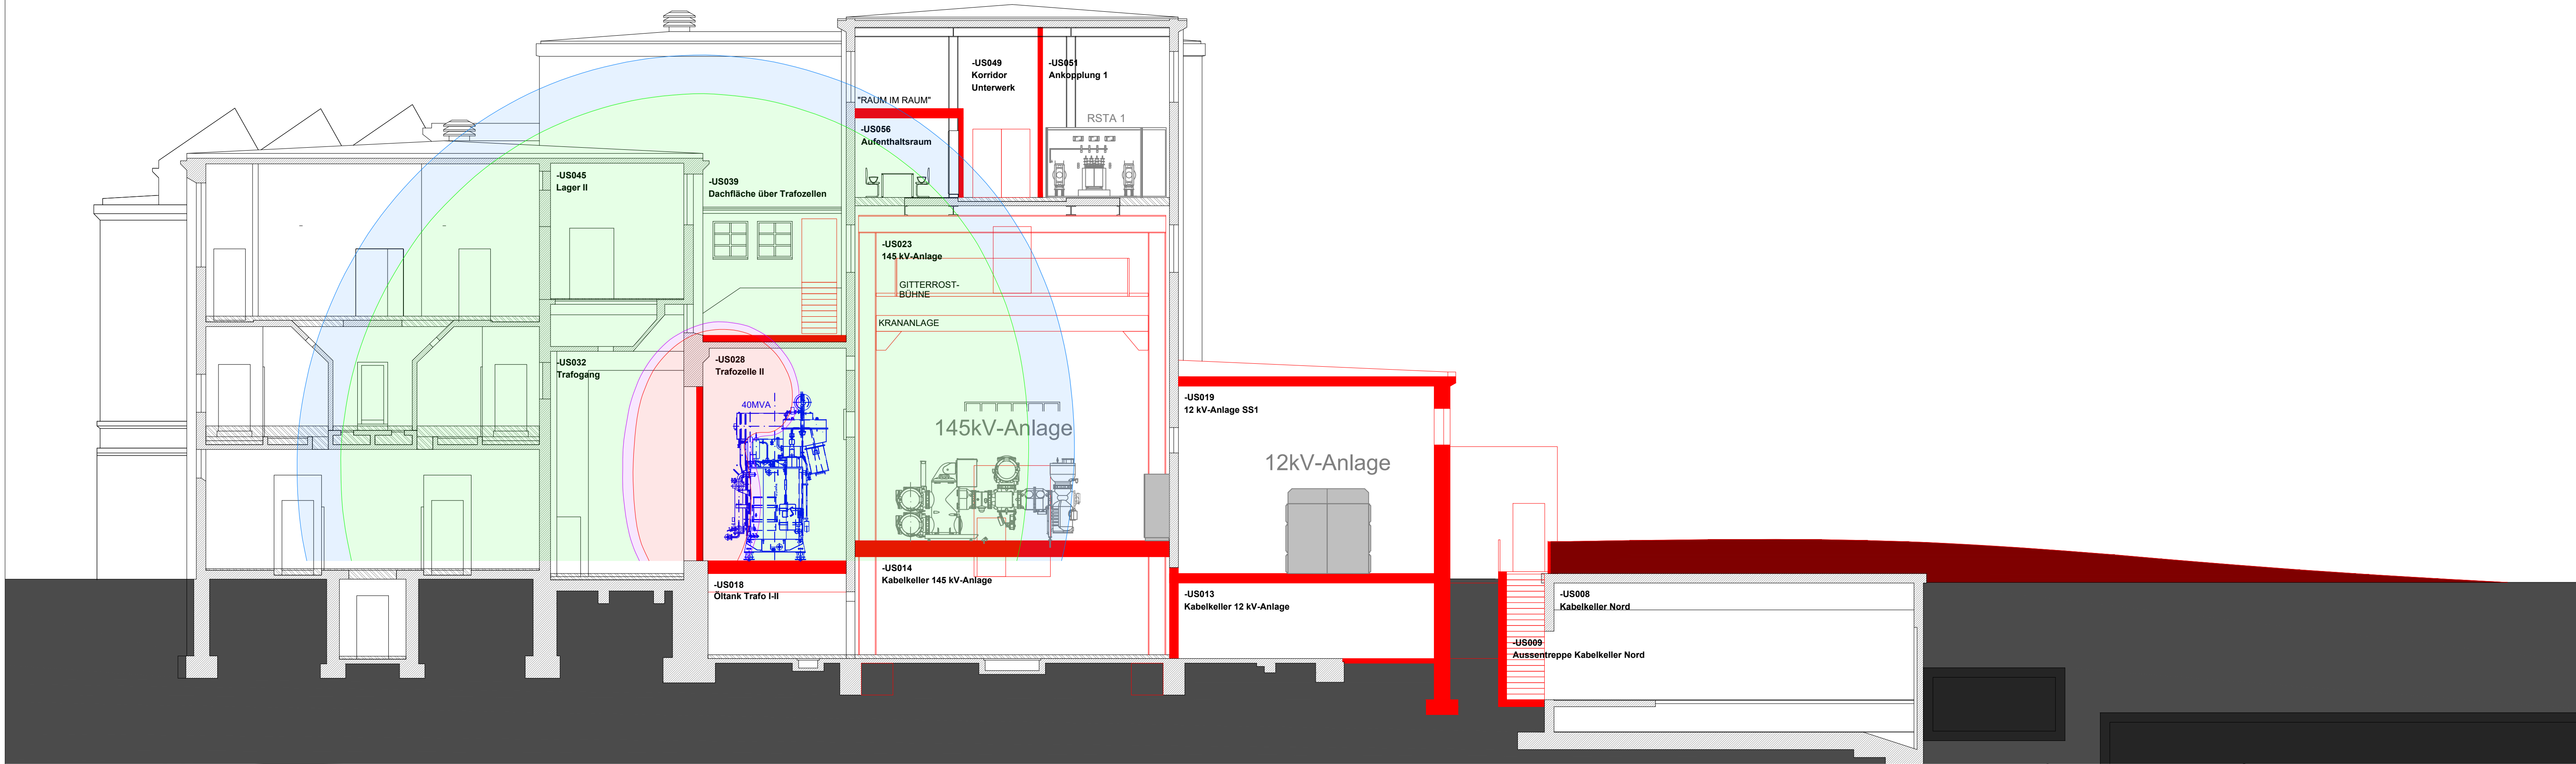 -US049
Korridor
Unterwerk
-US051
Ankopplung 1
"RAUM IM RAUM"
RSTA 1
-US056
Aufenthaltsraum
-US045
Lager II
-US039
Dachfläche über Trafozellen
-US023
145 kV-Anlage
GITTERROST-
BÜHNE
KRANANLAGE
-US032
Trafogang
-US028
Trafozelle II
40MVA
145kV-Anlage
-US019
12 kV-Anlage SS1
12kV-Anlage
-US018
Öltank Trafo I-II
-US014
Kabelkeller 145 kV-Anlage
-US013
Kabelkeller 12 kV-Anlage
-US008
Kabelkeller Nord
-US009
Aussentreppe Kabelkeller Nord